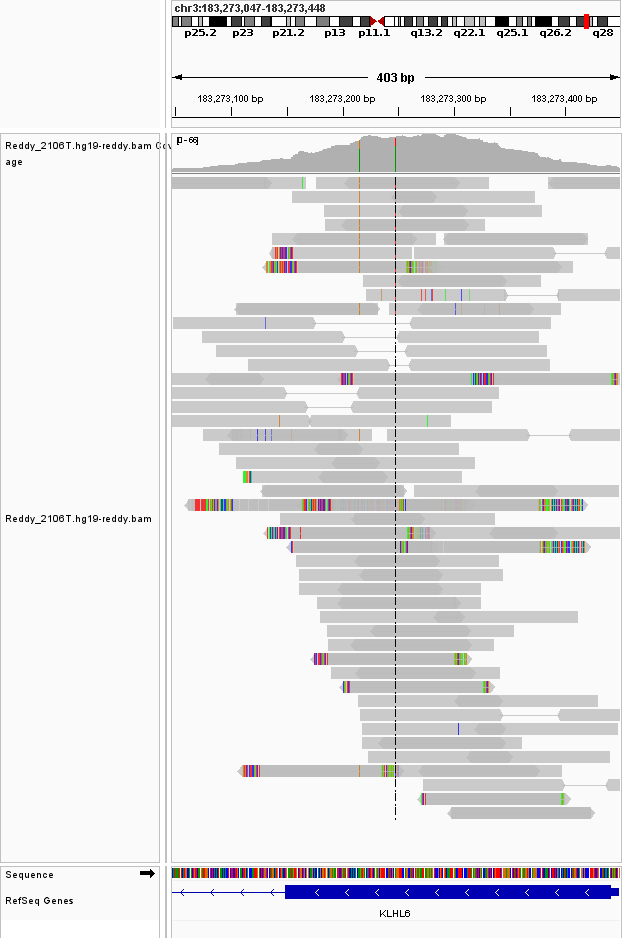 chr3:183,273,047-183,273,448
p25.2 p23 p21.2 p13 p11.1 q13.2 q22.1 q25.1 q26.2 q28
403 bp
183,273,100 bp 183,273,200 bp 183,273,300 bp 183,273,400 bp
Reddy_2106T.hg19-reddy.bam Cov
age
[0-66]
Reddy_2106T.hg19-reddy.bam
Sequence
RefSeq Genes
KLHL6